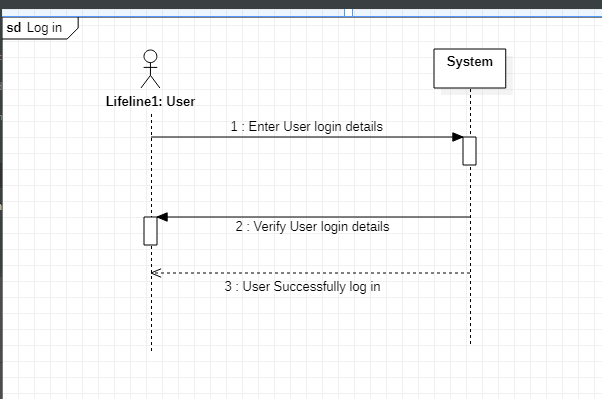 sd Log in
System
Lifeline1: User
1 : Enter User login details
2 : Verify User login details
3 : User Successfully log in